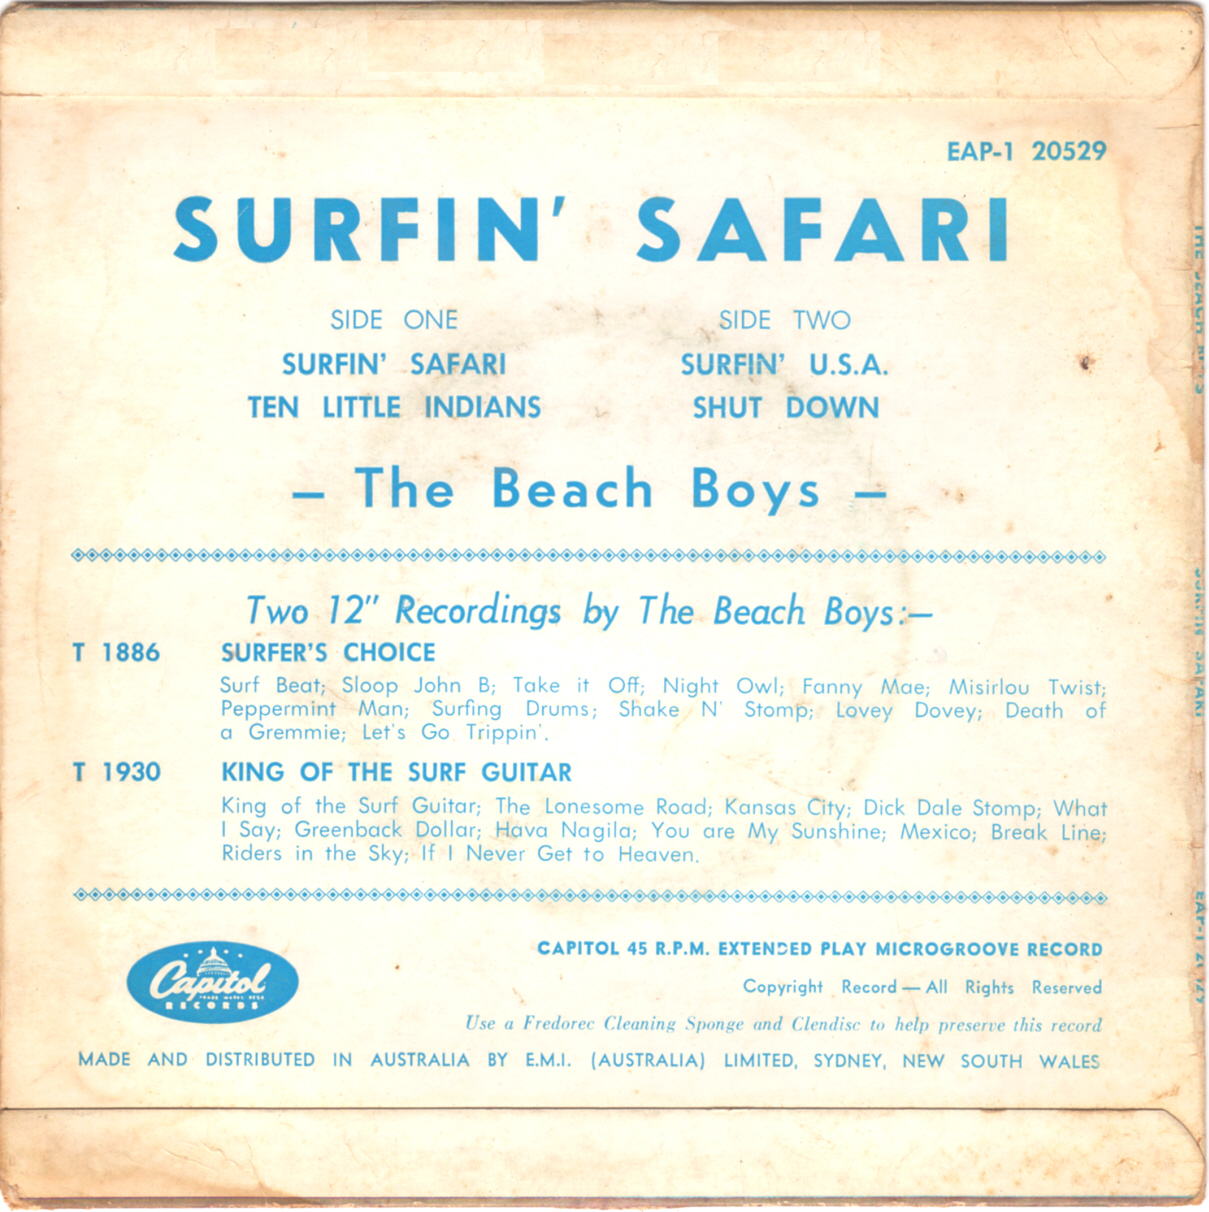 EAP-1 20529
SURFIN' SAFARI
SIDE ONE
SURFIN' SAFARI
TEN LITTLE INDIANS
SIDE TWO
SURFIN' U.S.A.
SHUT DOWN
– The Beach Boys –
Two 12" Recordings by The Beach Boys:—
T 1886 SURFER'S CHOICE
Surf Beat; Sloop John B; Take it Off; Night Owl; Fanny Mae; Misirlou Twist;
Peppermint Man; Surfing Drums; Shake N' Stomp; Lovey Dovey; Death of
a Gremmie; Let's Go Trippin'.
T 1930 KING OF THE SURF GUITAR
King of the Surf Guitar; The Lonesome Road; Kansas City; Dick Dale Stomp; What
I Say; Greenback Dollar; Hava Nagila; You are My Sunshine; Mexico; Break Line;
Riders in the Sky; If I Never Get to Heaven.
Capitol
RECORDS
CAPITOL 45 R.P.M. EXTENDED PLAY MICROGROOVE RECORD
Copyright Record — All Rights Reserved
Use a Fredorec Cleaning Sponge and Clendisc to help preserve this record
MADE AND DISTRIBUTED IN AUSTRALIA BY E.M.I. (AUSTRALIA) LIMITED, SYDNEY, NEW SOUTH WALES
THE BEACH BOYS
SURFIN' SAFARI